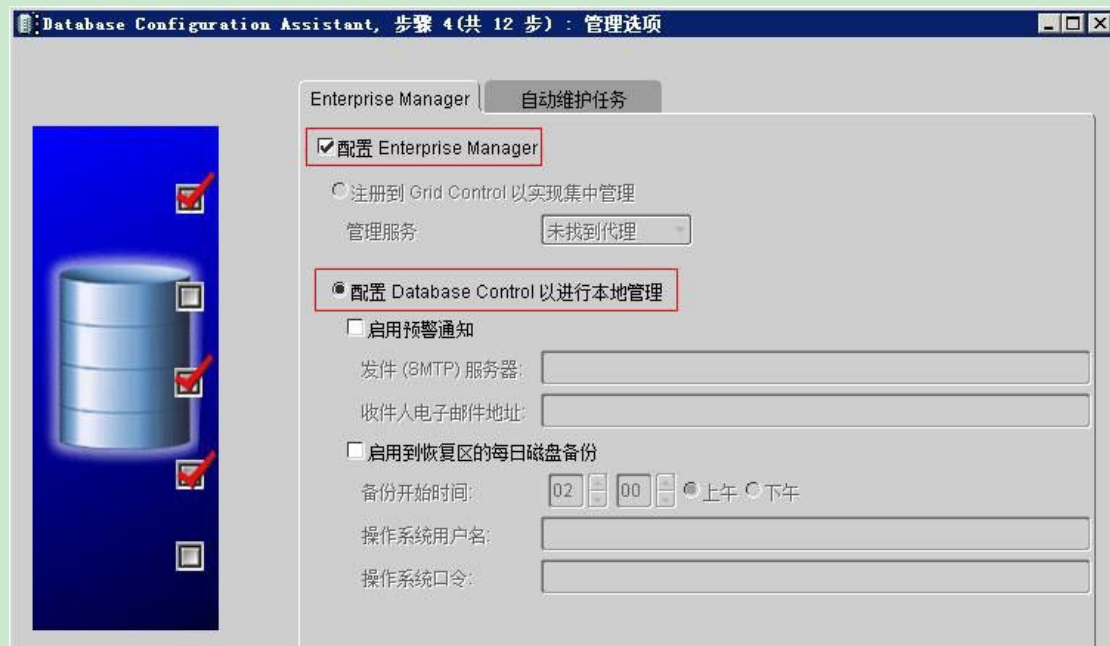 Database Configuration Assistant, 步骤 4(共 12 步) : 管理选项
Enterprise Manager 自动维护任务
配置 Enterprise Manager
注册到 Grid Control 以实现集中管理
管理服务 未找到代理
配置 Database Control 以进行本地管理
启用预警通知
发件 (SMTP) 服务器:
收件人电子邮件地址:
启用到恢复区的每日磁盘备份
备份开始时间: 02 00 上午 下午
操作系统用户名:
操作系统口令: